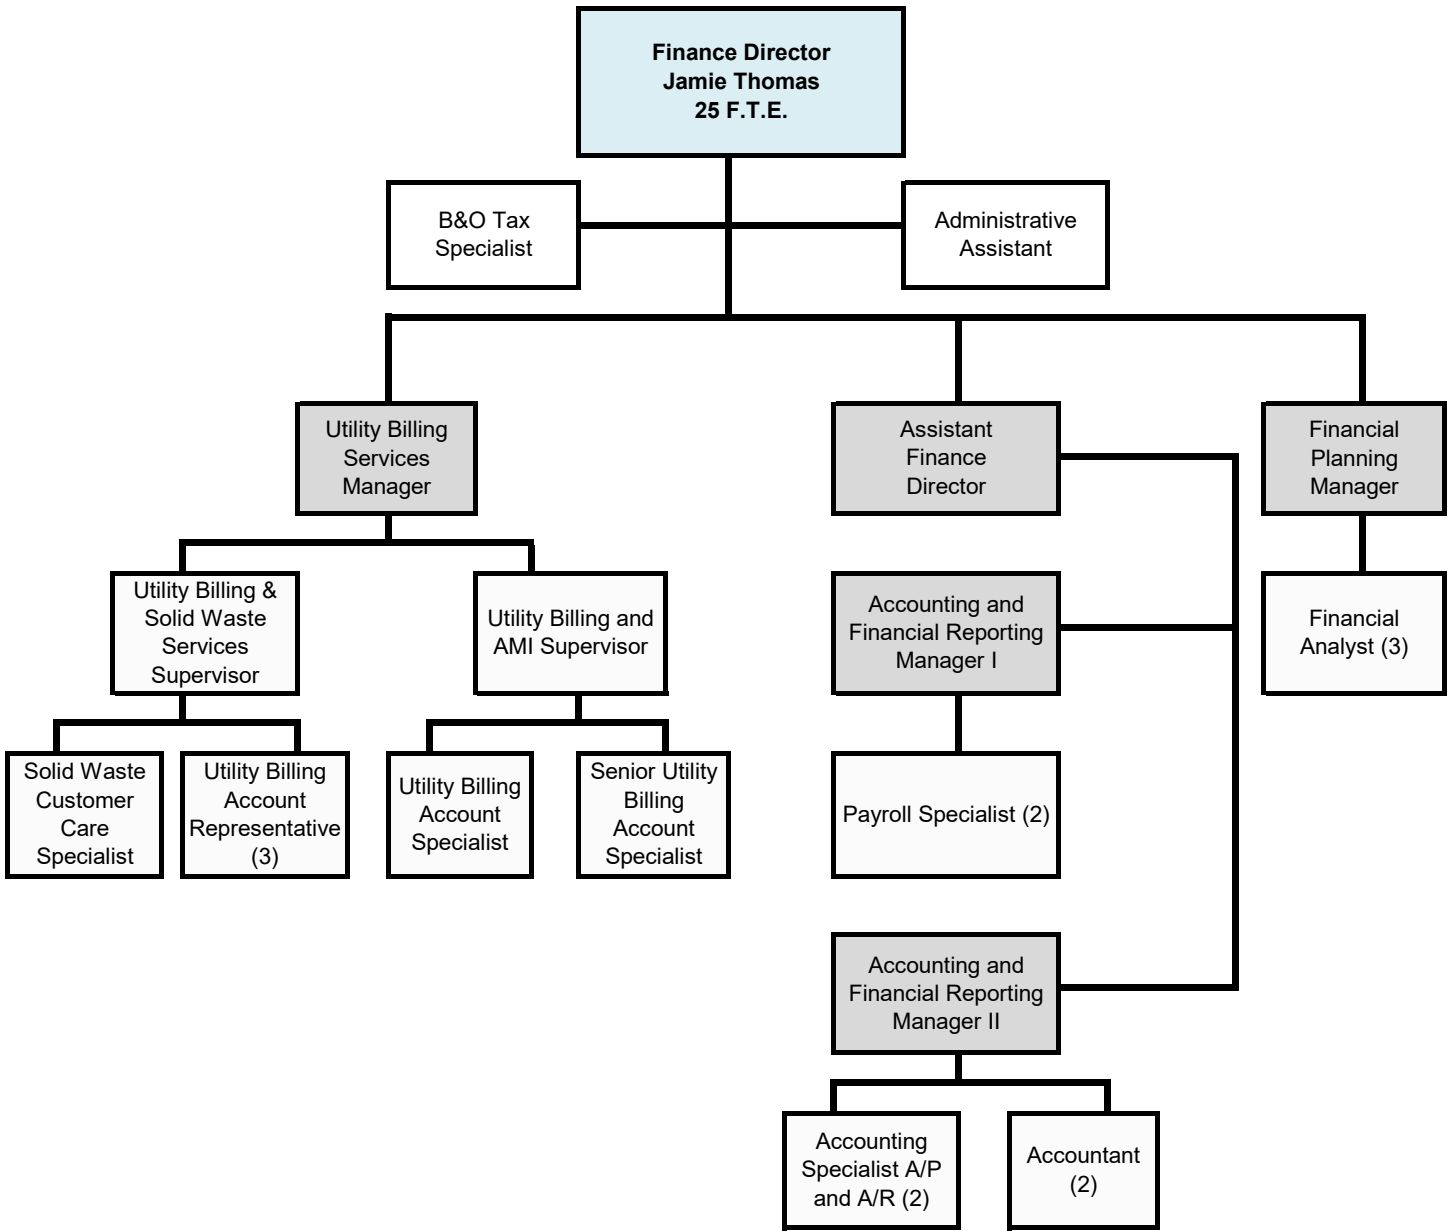 Finance Director
Jamie Thomas
25 F.T.E.
B&O Tax
Specialist
Administrative
Assistant
Utility Billing
Services
Manager
Assistant
Finance
Director
Financial
Planning
Manager
Utility Billing &
Solid Waste
Services
Supervisor
Utility Billing and
AMI Supervisor
Accounting and
Financial Reporting
Manager I
Financial
Analyst (3)
Solid Waste
Customer
Care
Specialist
Utility Billing
Account
Representative
(3)
Utility Billing
Account
Specialist
Senior Utility
Billing
Account
Specialist
Payroll Specialist (2)
Accounting and
Financial Reporting
Manager II
Accounting
Specialist A/P
and A/R (2)
Accountant
(2)